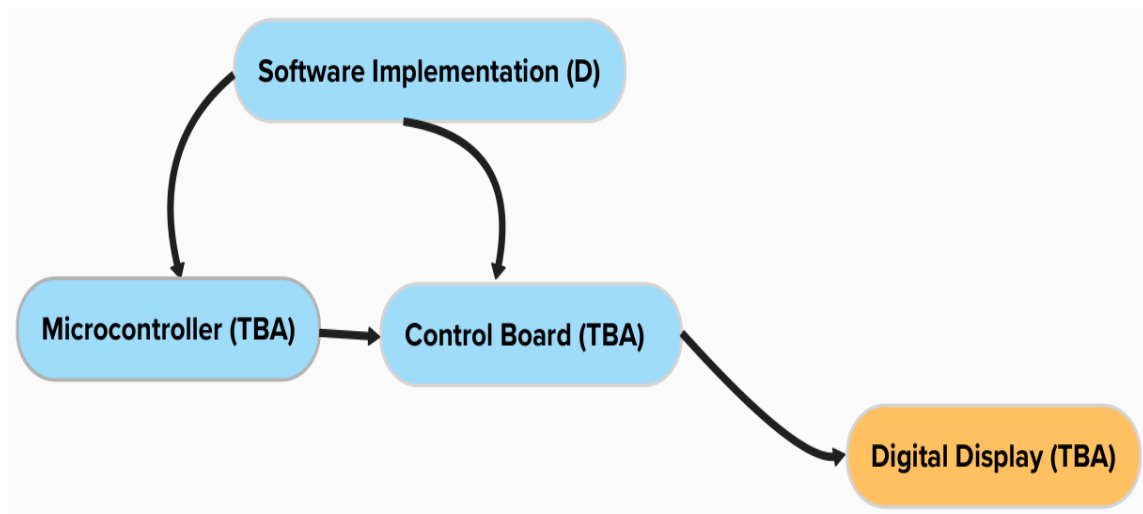 Software Implementation (D)
Microcontroller (TBA)
Control Board (TBA)
Digital Display (TBA)